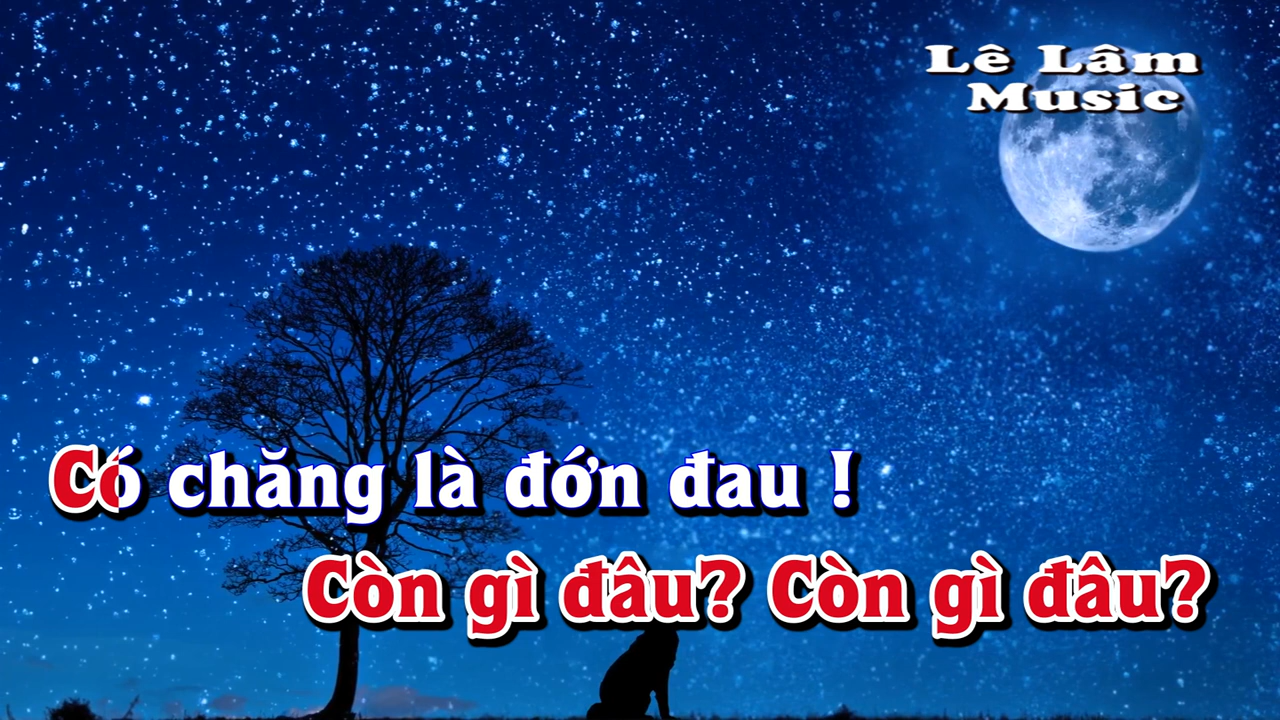 Lê Lâm
Music
Có chăng là đớn đau !
Còn gì đâu? Còn gì đâu?